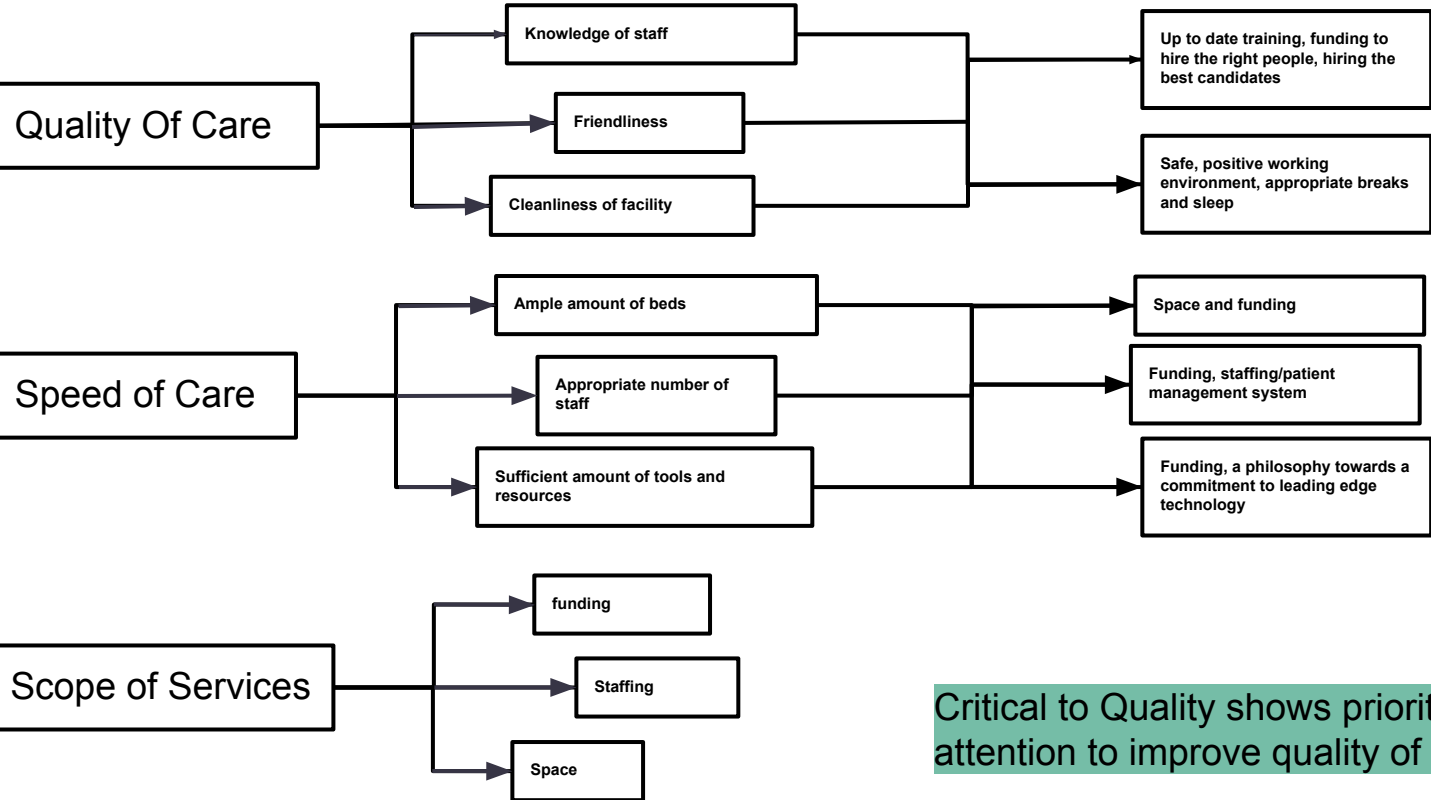 Quality Of Care
Knowledge of staff
Friendliness
Cleanliness of facility
Up to date training, funding to
hire the right people, hiring the
best candidates
Safe, positive working
environment, appropriate breaks
and sleep
Speed of Care
Ample amount of beds
Appropriate number of
staff
Sufficient amount of tools and
resources
Space and funding
Funding, staffing/patient
management system
Funding, a philosophy towards a
commitment to leading edge
technology
Scope of Services
funding
Staffing
Space
Critical to Quality shows
attention to improve quality of